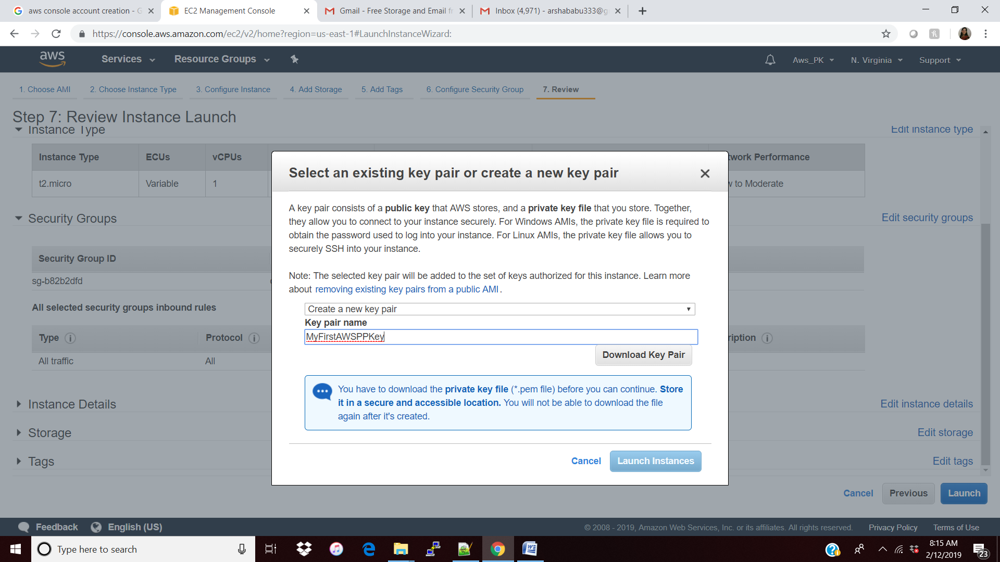 aws console account creation - G
EC2 Management Console
Gmail - Free Storage and Email fr
Inbox (4,971) - arshababu333@g
https://console.aws.amazon.com/ec2/v2/home?region=us-east-1#LaunchInstanceWizard:
aws
Services
Resource Groups
Aws_PK
N. Virginia
Support
1. Choose AMI
2. Choose Instance Type
3. Configure Instance
4. Add Storage
5. Add Tags
6. Configure Security Group
7. Review
Step 7: Review Instance Launch
Instance Type
Edit instance type
Instance Type
ECUs
vCPUs
twork Performance
t2.micro
Variable
1
w to Moderate
Security Groups
Edit security groups
Security Group ID
sg-b82b2dfd
All selected security groups inbound rules
Type
Protocol
ription
All traffic
All
Instance Details
Edit instance details
Storage
Edit storage
Tags
Edit tags
Select an existing key pair or create a new key pair
A key pair consists of a public key that AWS stores, and a private key file that you store. Together,
they allow you to connect to your instance securely. For Windows AMIs, the private key file is required to
obtain the password used to log into your instance. For Linux AMIs, the private key file allows you to
securely SSH into your instance.
Note: The selected key pair will be added to the set of keys authorized for this instance. Learn more
about removing existing key pairs from a public AMI.
Create a new key pair
Key pair name
MyFirstAWSPPKey
Download Key Pair
You have to download the private key file (*.pem file) before you can continue. Store
it in a secure and accessible location. You will not be able to download the file
again after it's created.
Cancel
Launch Instances
Cancel
Previous
Launch
Feedback
English (US)
© 2008 - 2019, Amazon Web Services, Inc. or its affiliates. All rights reserved.
Privacy Policy
Terms of Use
Type here to search
8:15 AM
2/12/2019
23